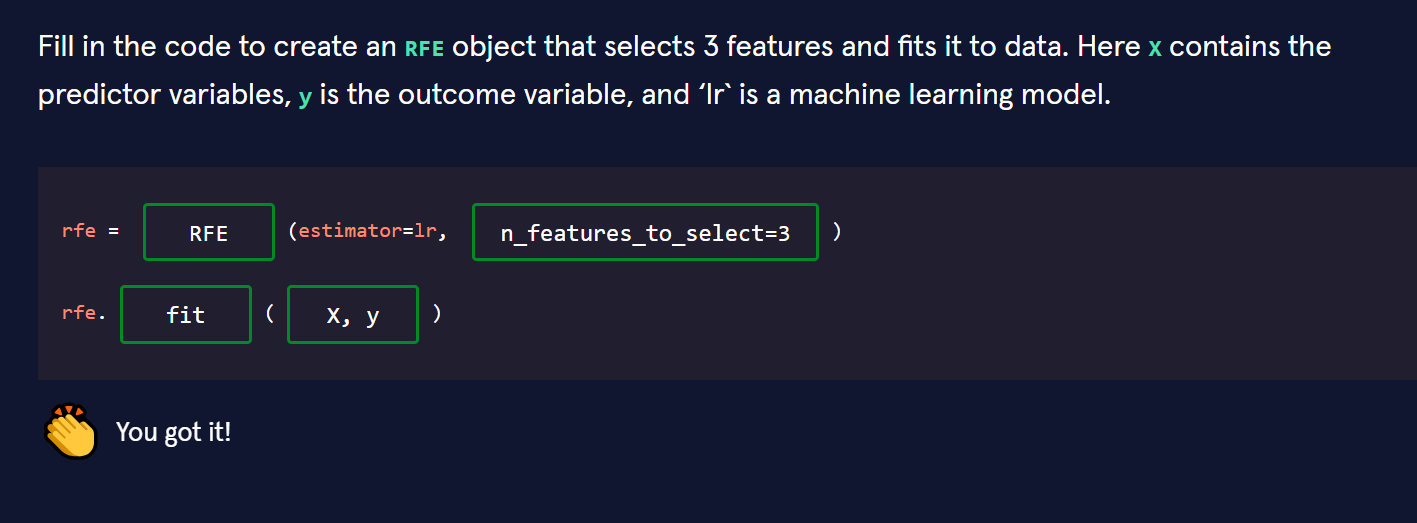 Fill in the code to create an RFE object that selects 3 features and fits it to data. Here X contains the
predictor variables, y is the outcome variable, and ‘lr` is a machine learning model.
rfe = RFE (estimator=lr, n_features_to_select=3 )
rfe. fit ( X, y )
You got it!